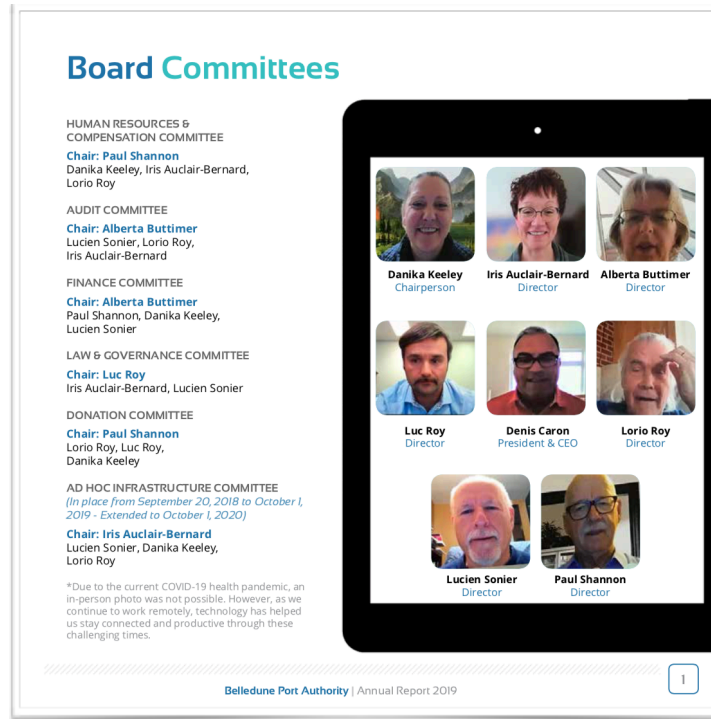 Board Committees
HUMAN RESOURCES &
COMPENSATION COMMITTEE
Chair: Paul Shannon
Danika Keeley, Iris Auclair-Bernard,
Lorio Roy
AUDIT COMMITTEE
Chair: Alberta Buttimer
Lucien Sonier, Lorio Roy,
Iris Auclair-Bernard
FINANCE COMMITTEE
Chair: Alberta Buttimer
Paul Shannon, Danika Keeley,
Lucien Sonier
LAW & GOVERNANCE COMMITTEE
Chair: Luc Roy
Iris Auclair-Bernard, Lucien Sonier
DONATION COMMITTEE
Chair: Paul Shannon
Lorio Roy, Luc Roy,
Danika Keeley
AD HOC INFRASTRUCTURE COMMITTEE
(In place from September 20, 2018 to October 1,
2019 - Extended to October 1, 2020)
Chair: Iris Auclair-Bernard
Lucien Sonier, Danika Keeley,
Lorio Roy
*Due to the current COVID-19 health pandemic, an
in-person photo was not possible. However, as we
continue to work remotely, technology has helped
us stay connected and productive through these
challenging times.
Danika Keeley
Chairperson
Iris Auclair-Bernard
Director
Alberta Buttimer
Director
Luc Roy
Director
Denis Caron
President & CEO
Lorio Roy
Director
Lucien Sonier
Director
Paul Shannon
Director
Belledune Port Authority | Annual Report 2019
1